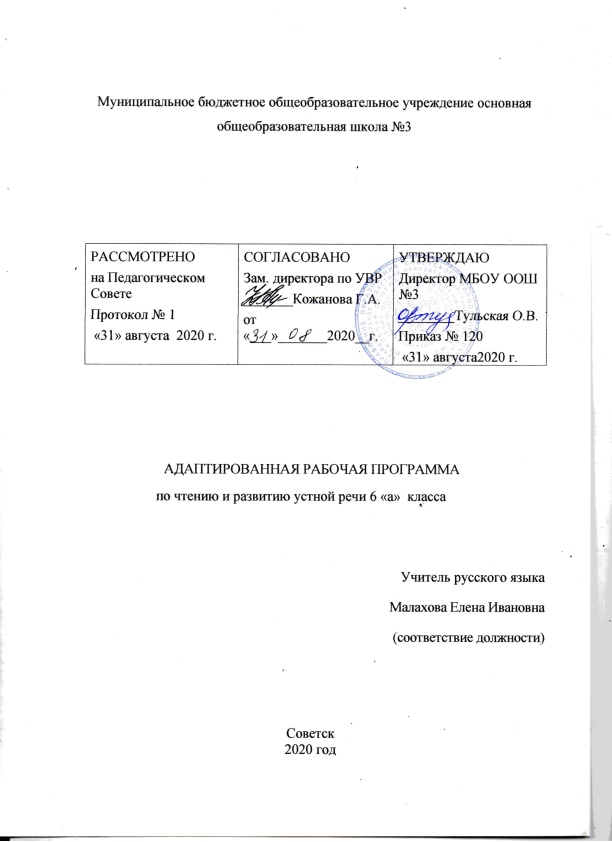 Муниципальное бюджетное общеобразовательное учреждение основная
общеобразовательная школа №3
РАССМОТРЕНО
на Педагогическом
Совете
Протокол № 1
«31» августа 2020 г.
СОГЛАСОВАНО
Зам. директора по УВР
Кожанова Г.А.
от
«31» 08 2020 г.
УТВЕРЖДАЮ
Директор МБОУ ООШ
№3
Тульская О.В.
Приказ № 120
«31» августа2020 г.
АДАПТИРОВАННАЯ РАБОЧАЯ ПРОГРАММА
по чтению и развитию устной речи 6 «а» класса
Учитель русского языка
Малахова Елена Ивановна
(соответствие должности)
Советск
2020 год